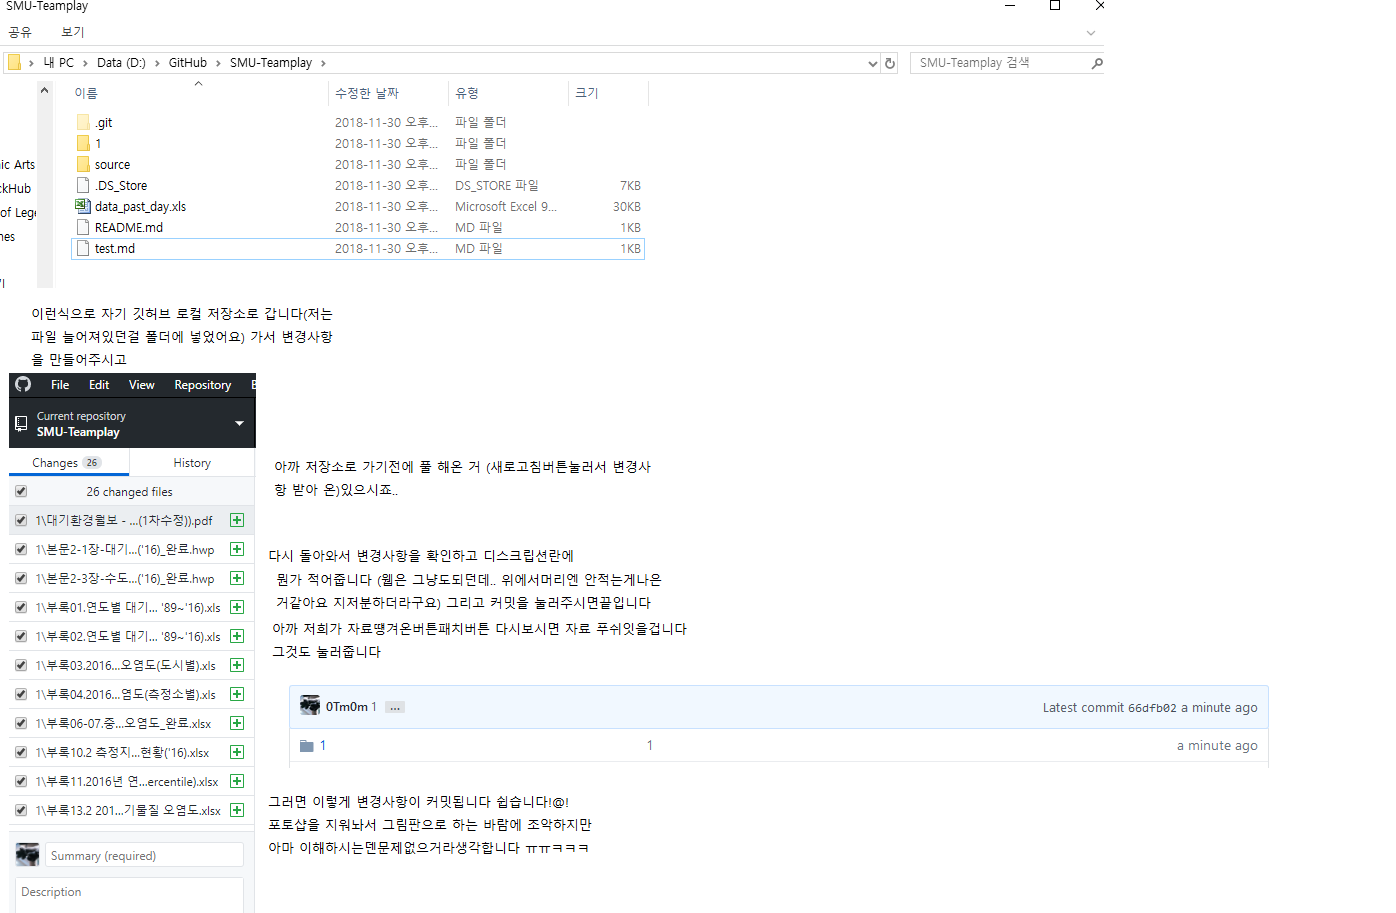 SMU-Teamplay
공유 보기
내 PC > Data (D:) > GitHub > SMU-Teamplay >
SMU-Teamplay 검색
이름 수정한 날짜 유형 크기
.git 2018-11-30 오후... 파일 폴더
1 2018-11-30 오후... 파일 폴더
source 2018-11-30 오후... 파일 폴더
.DS_Store 2018-11-30 오후... DS_STORE 파일 7KB
data_past_day.xls 2018-11-30 오후... Microsoft Excel 9... 30KB
README.md 2018-11-30 오후... MD 파일 1KB
test.md 2018-11-30 오후... MD 파일 1KB
ic Arts
ckHub
of Lege
nes
이런식으로 자기 깃허브 로컬 저장소로 갑니다(저는
파일 늘어져있던걸 폴더에 넣었어요) 가서 변경사항
을 만들어주시고
File Edit View Repository
Current repository
SMU-Teamplay
Changes 26 History
26 changed files
1\대기환경월보 - ...(1차수정)).pdf
1\본문2-1장-대기...('16)_완료.hwp
1\본문2-3장-수도...('16)_완료.hwp
1\부록01.연도별 대기... '89~'16).xls
1\부록02.연도별 대기... '89~'16).xls
1\부록03.2016...오염도(도시별).xls
1\부록04.2016...염도(측정소별).xls
1\부록06-07.중...오염도_완료.xlsx
1\부록10.2 측정지...현황('16).xlsx
1\부록11.2016년 연...ercentile).xlsx
1\부록13.2 201...기물질 오염도.xlsx
Summary (required)
Description
아까 저장소로 가기전에 풀 해온 거 (새로고침버튼눌러서 변경사
항 받아 온)있으시죠..
다시 돌아와서 변경사항을 확인하고 디스크립션란에
뭔가 적어줍니다 (웹은 그냥도되던데.. 위에서머리엔 안적는게나은
거같아요 지저분하더라구요) 그리고 커밋을 눌러주시면끝입니다
아까 저희가 자료땡겨온버튼패치버튼 다시보시면 자료 푸쉬잇을겁니다
그것도 눌러줍니다
0Tm0m 1 ...
Latest commit 66dfb02 a minute ago
1 1 a minute ago
그러면 이렇게 변경사항이 커밋됩니다 쉽습니다!@!
포토샵을 지워놔서 그림판으로 하는 바람에 조악하지만
아마 이해하시는덴문제없으거라생각합니다 ㅠㅠㅋㅋㅋ